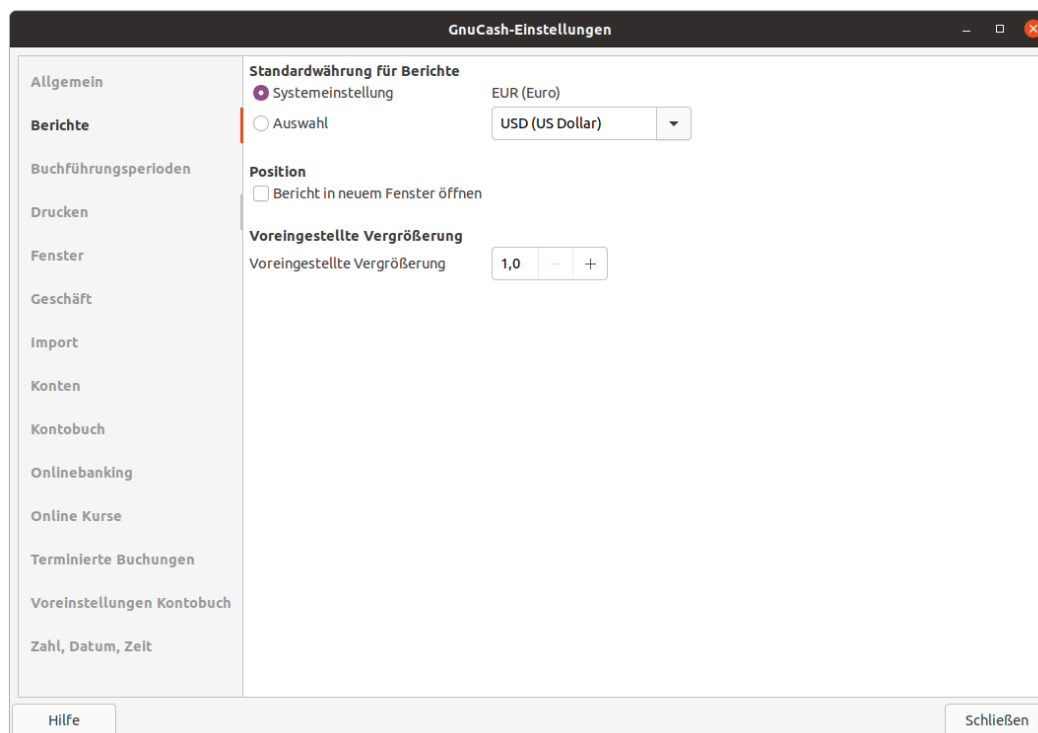 GnuCash-Einstellungen
Allgemein
Berichte
Buchführungsperioden
Drucken
Fenster
Geschäft
Import
Konten
Kontobuch
Onlinebanking
Online Kurse
Terminierte Buchungen
Voreinstellungen Kontobuch
Zahl, Datum, Zeit
Standardwährung für Berichte
Systemeinstellung EUR (Euro)
Auswahl USD (US Dollar)
Position
Bericht in neuem Fenster öffnen
Voreingestellte Vergrößerung
Voreingestellte Vergrößerung 1,0
Hilfe Schließen